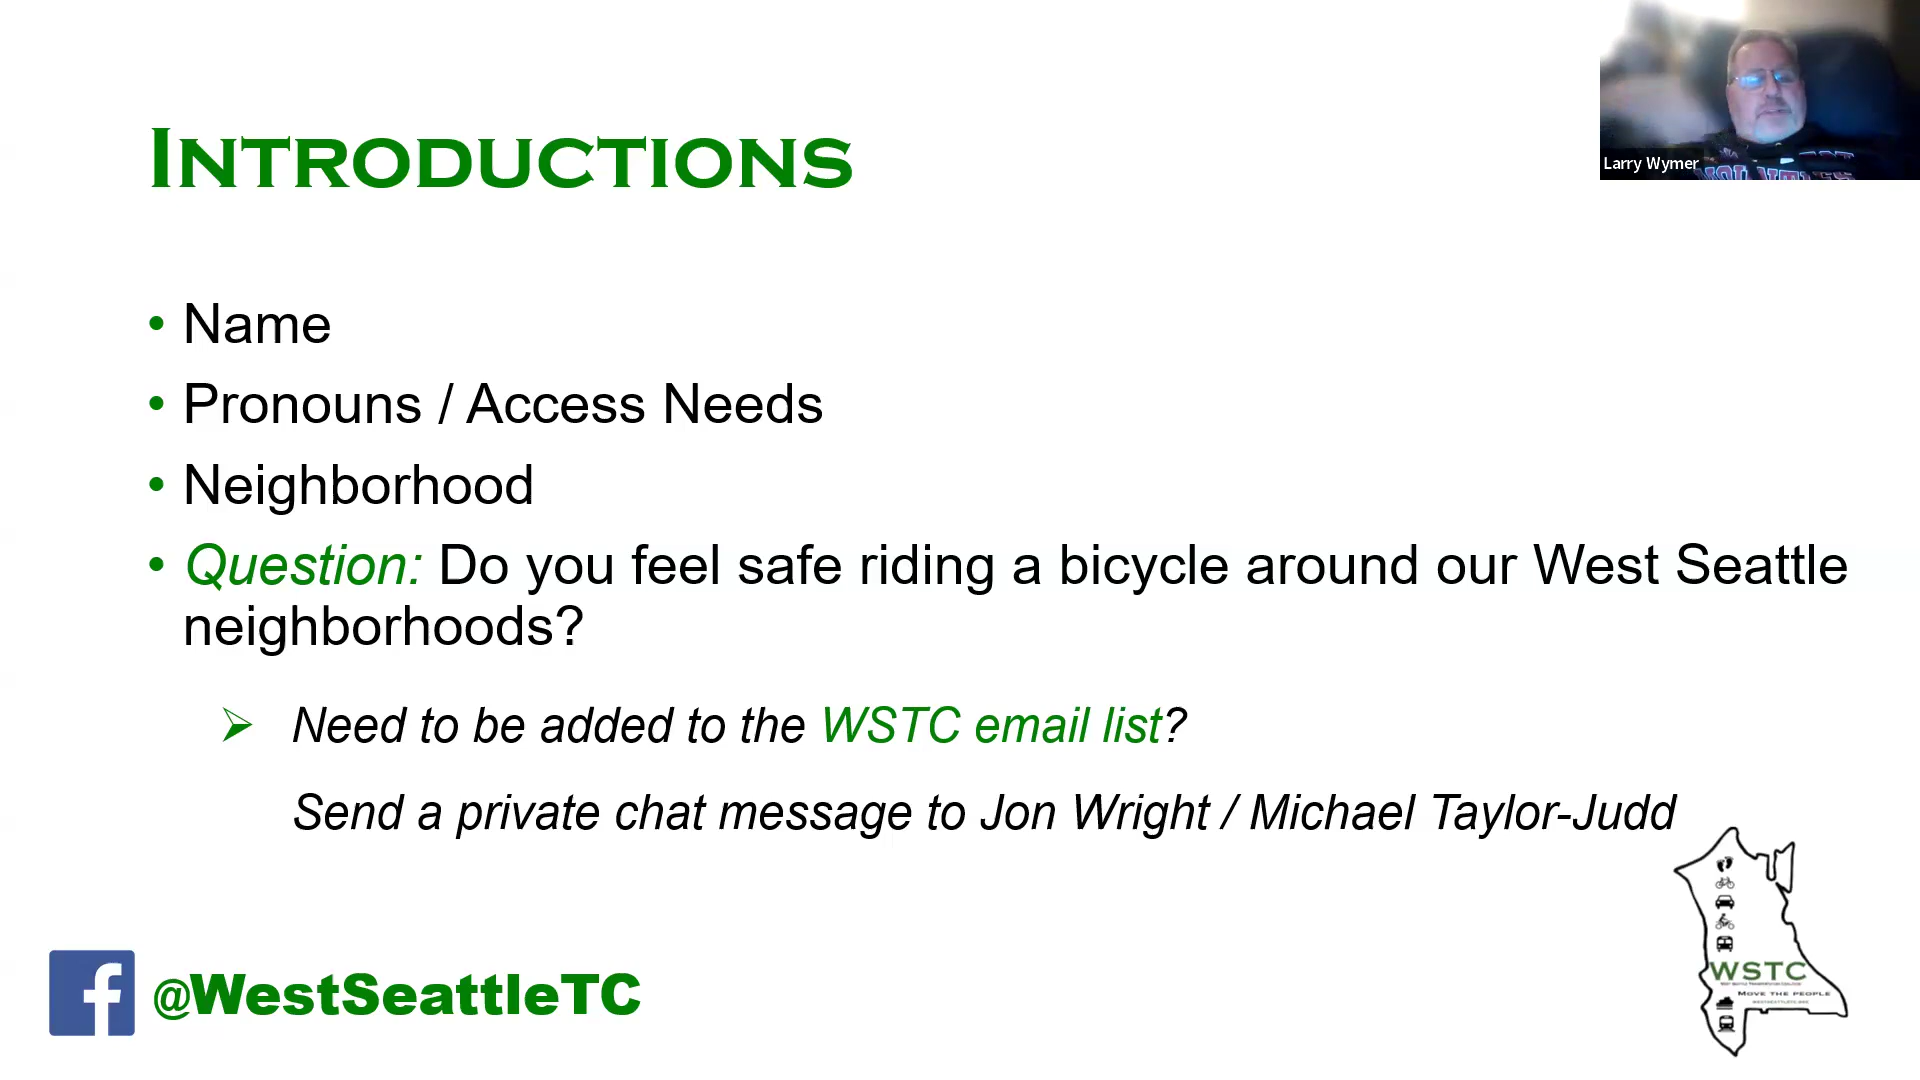 Larry Wymer
INTRODUCTIONS
• Name
• Pronouns / Access Needs
• Neighborhood
• Question: Do you feel safe riding a bicycle around our West Seattle
neighborhoods?
Need to be added to the WSTC email list?
Send a private chat message to Jon Wright / Michael Taylor-Judd
@WestSeattleTC
WSTC
MOVE THE PEOPLE